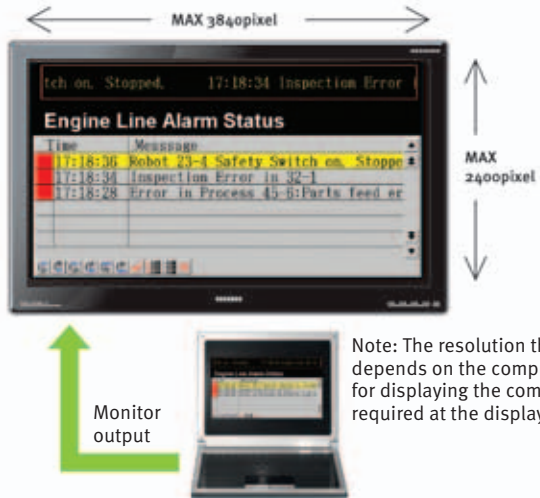 MAX 3840pixel
tch on, Stopped. 17:18:34 Inspection Error
Engine Line Alarm Status
Time Messsage
17:18:36 Robot 23-4 Safety Switch on, Stoppe
17:18:34 Inspection Error in 32-1
17:18:28 Error in Process 45-6:Parts feed er
MAX
2400pixel
Monitor
output
Note: The resolution th
depends on the comp
for displaying the com
required at the display